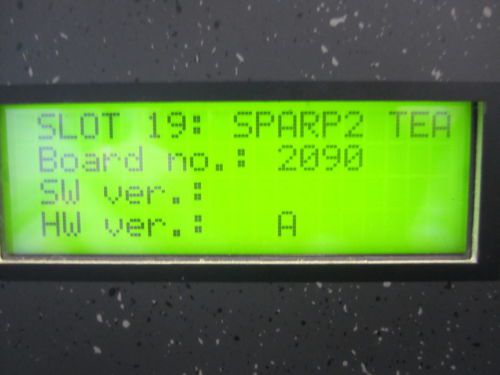 SLOT 19: SPARP2 TEA
Board no.: 2090
SW ver.:
HW ver.: A